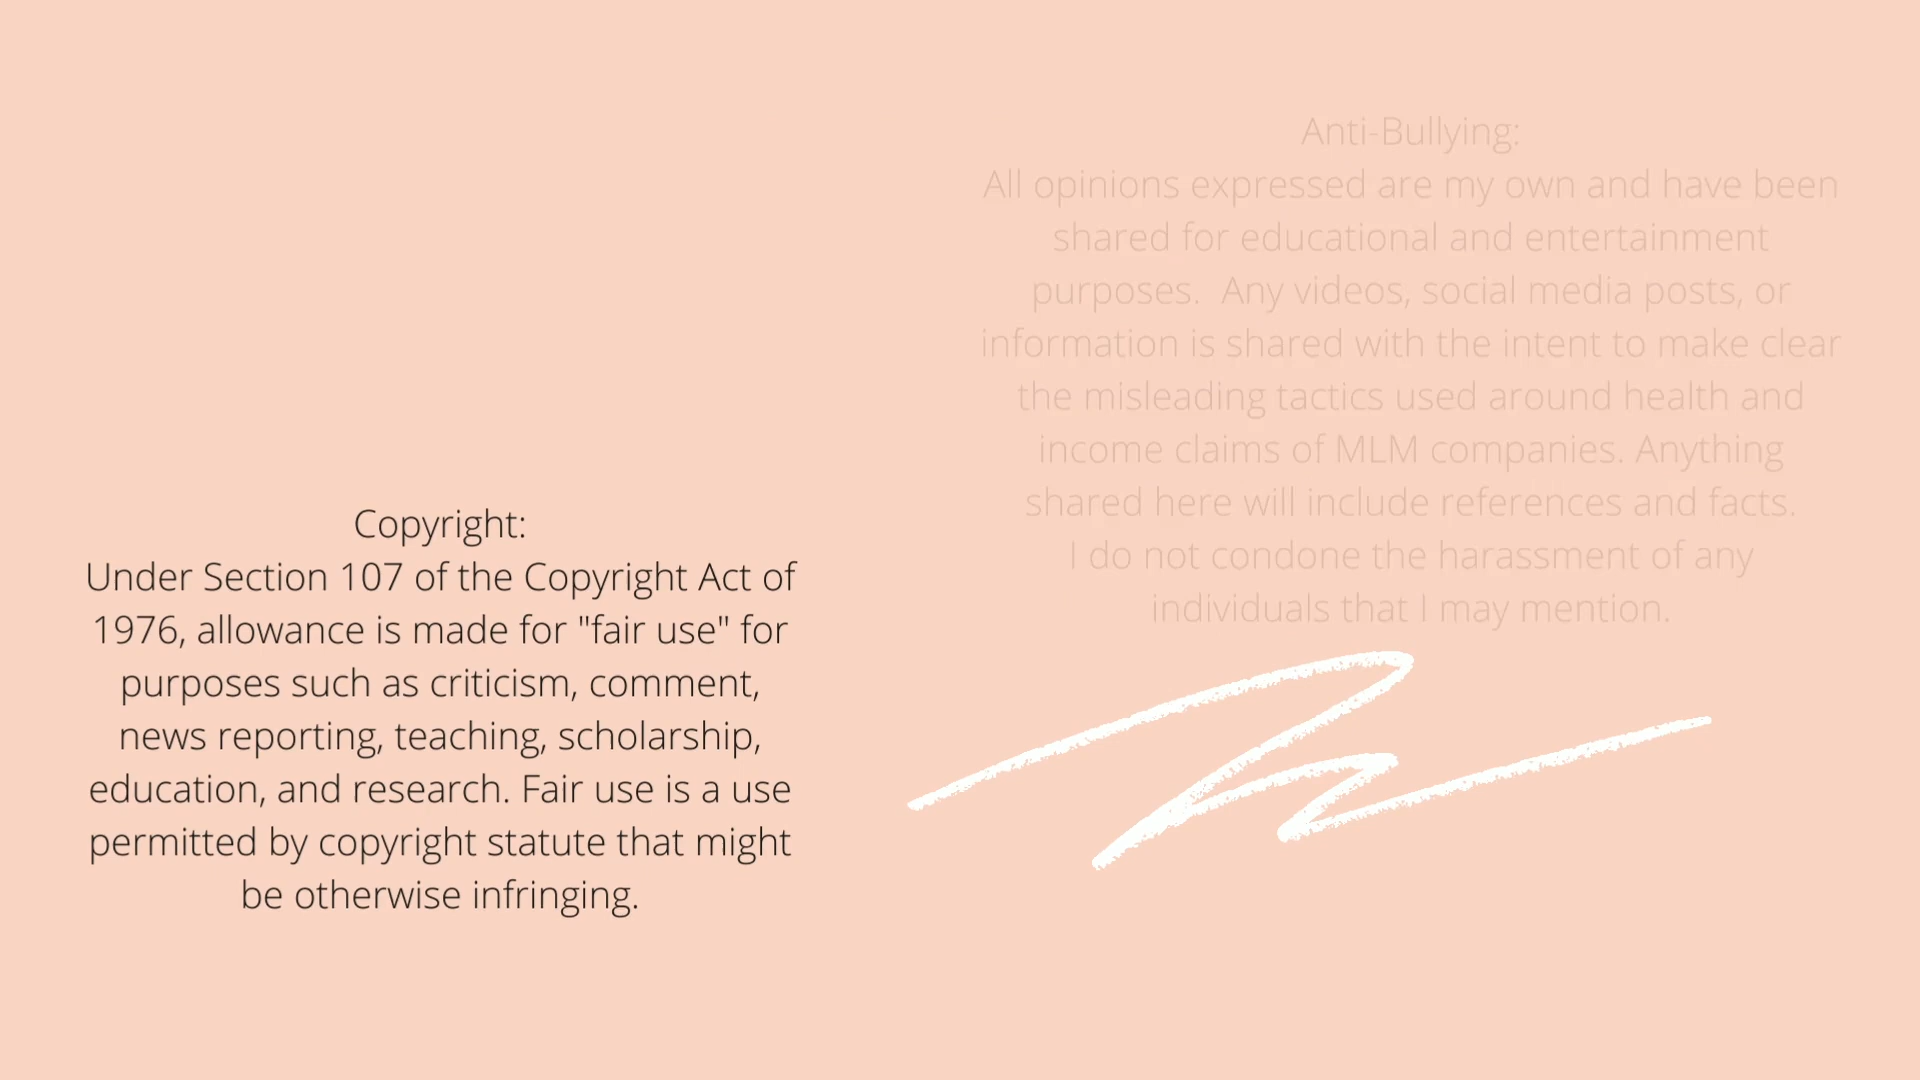 Copyright:
Under Section 107 of the Copyright Act of
1976, allowance is made for "fair use" for
purposes such as criticism, comment,
news reporting, teaching, scholarship,
education, and research. Fair use is a use
permitted by copyright statute that might
be otherwise infringing.
Anti-Bullying:
All opinions expressed are my own and have been
shared for educational and entertainment
purposes.  Any videos, social media posts, or
information is shared with the intent to make clear
the misleading tactics used around health and
income claims of MLM companies. Anything
shared here will include references and facts.
I do not condone the harassment of any
individuals that I may mention.